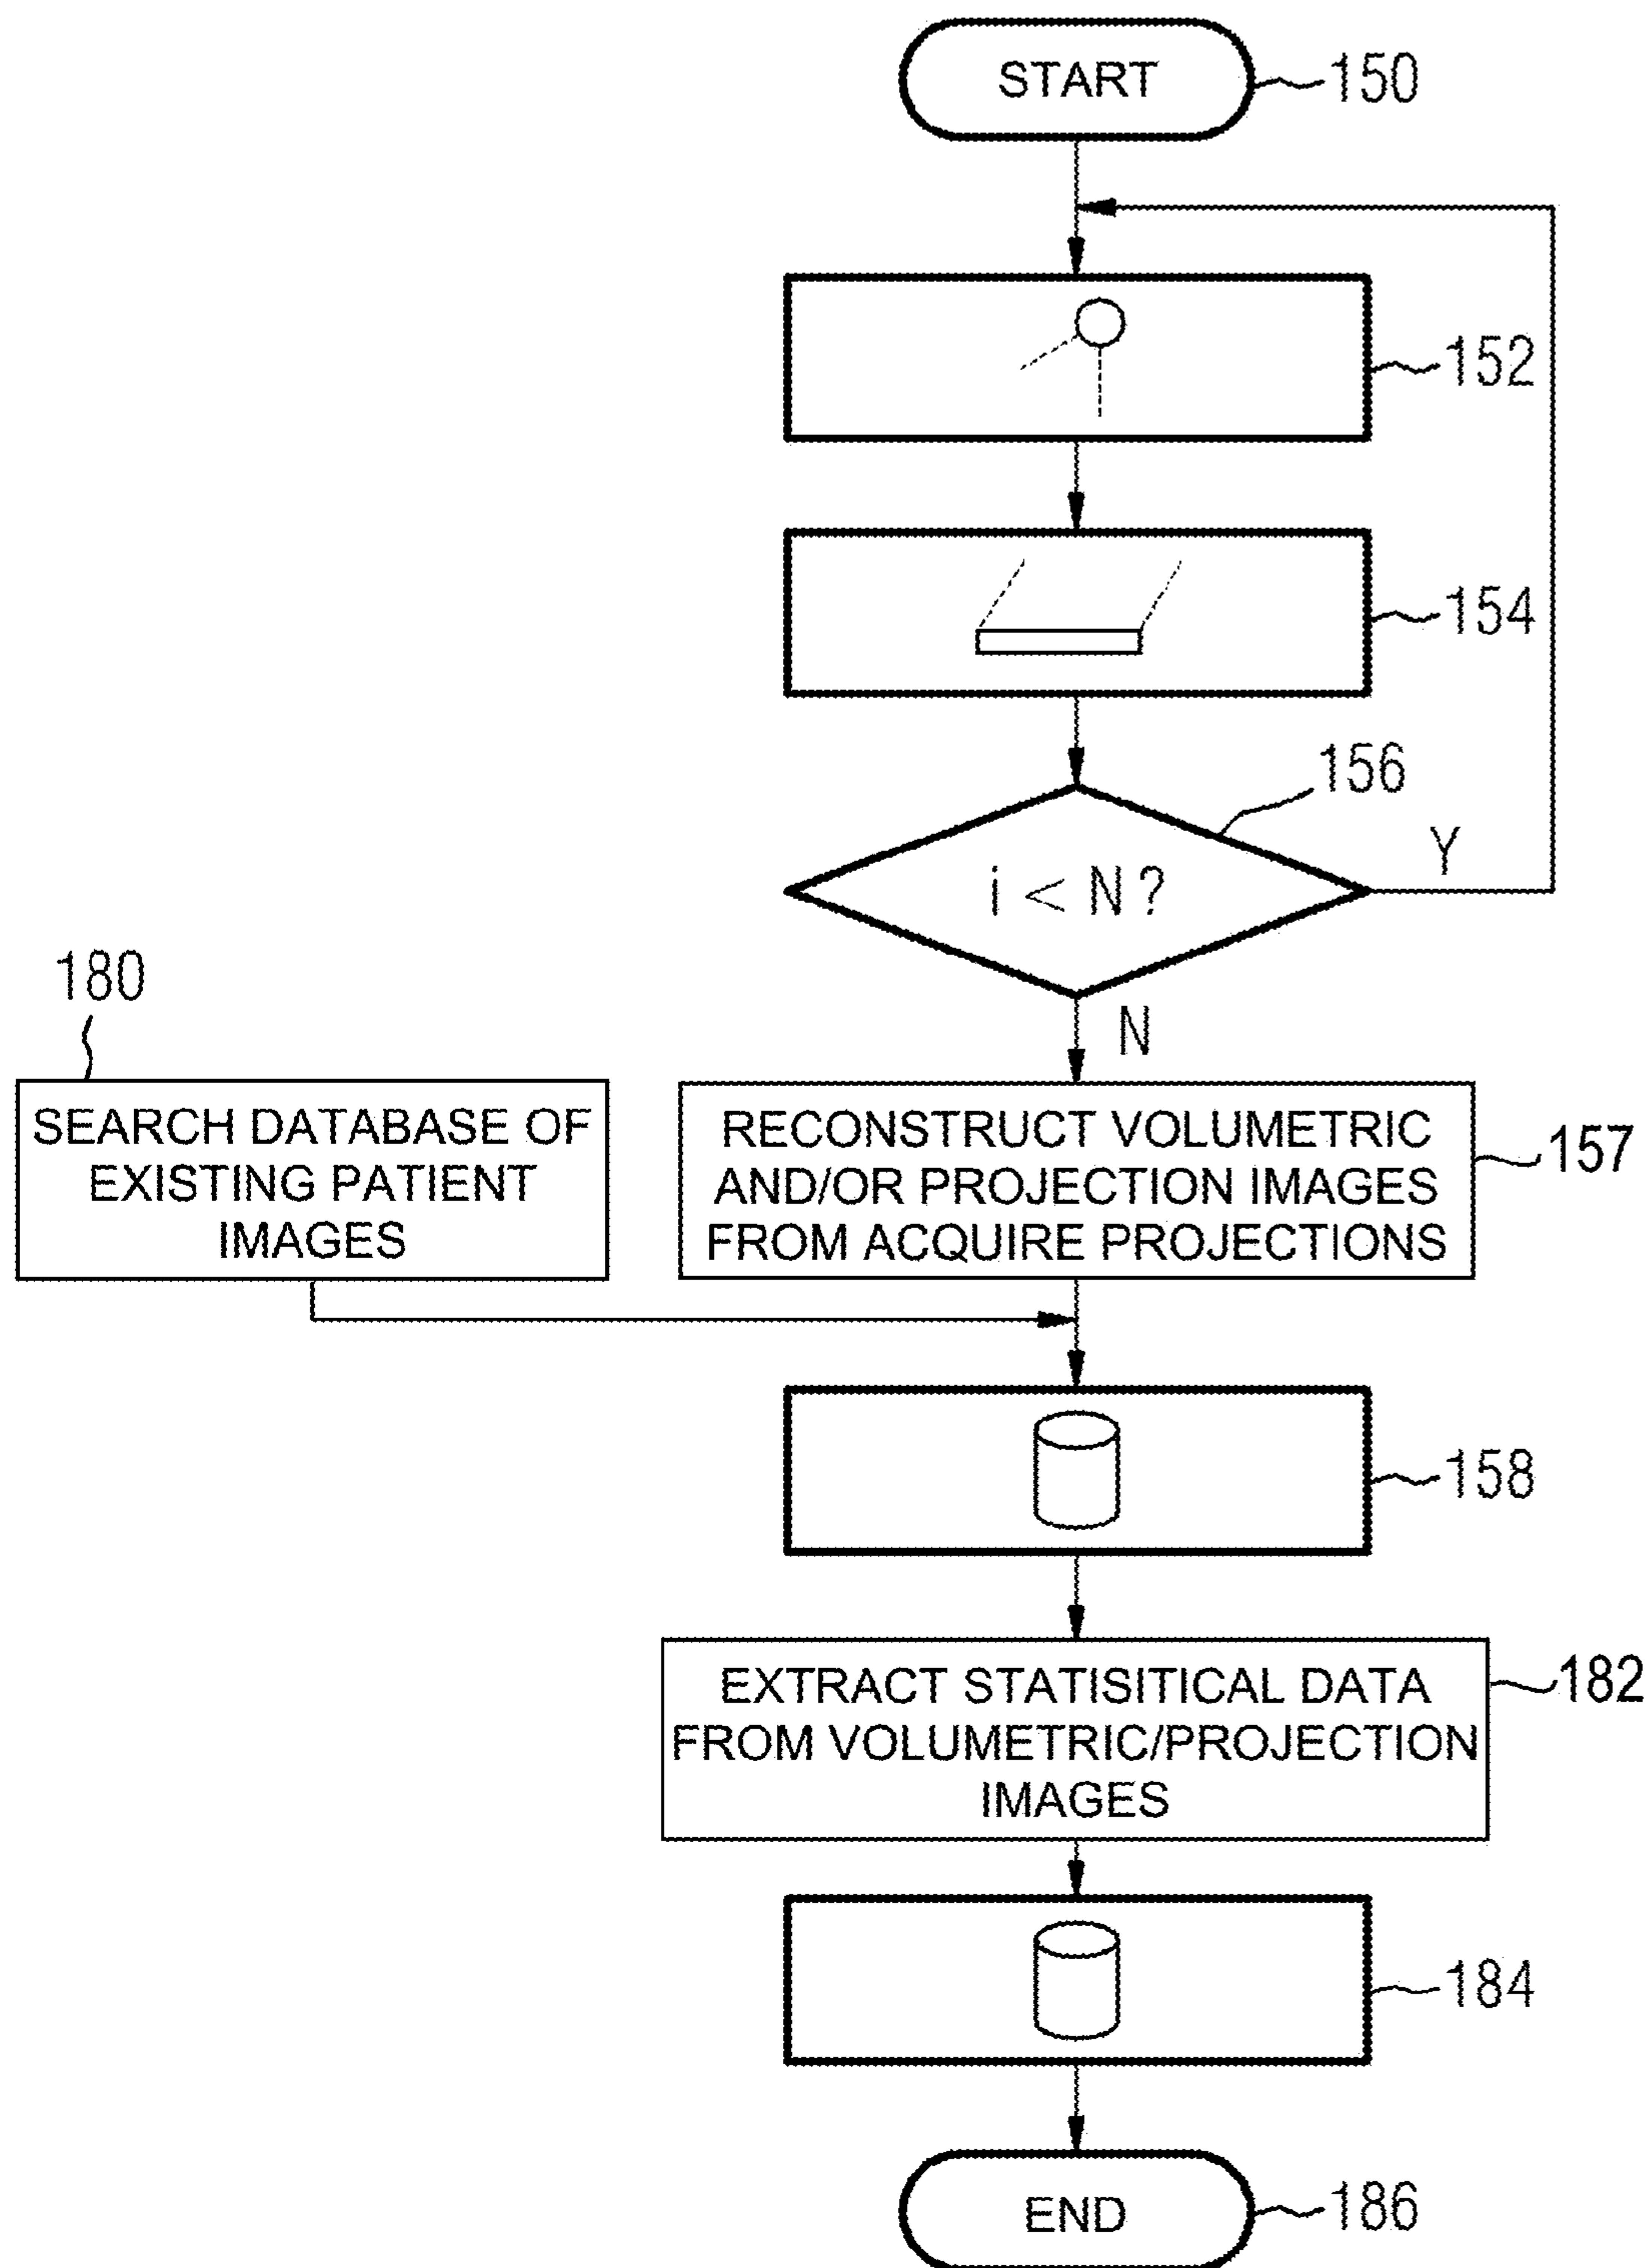 START
150
152
154
156
i < N ?
Y
N
180
SEARCH DATABASE OF
EXISTING PATIENT
IMAGES
RECONSTRUCT VOLUMETRIC
AND/OR PROJECTION IMAGES
FROM ACQUIRE PROJECTIONS
157
158
EXTRACT STATISITICAL DATA
FROM VOLUMETRIC/PROJECTION
IMAGES
182
184
END
186